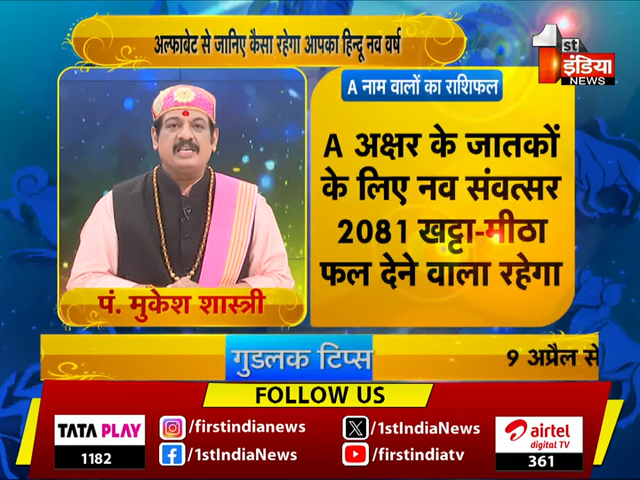 अल्फाबेट से जानिए कैसा रहेगा आपका हिन्दू नव वर्ष
1st
इंडिया
NEWS
A नाम वालों का राशिफल
A अक्षर के जातकों
के लिए नव संवत्सर
2081 खट्टा-मीठा
फल देने वाला रहेगा
पं. मुकेश शास्त्री
गुडलक टिप्स
9 अप्रैल से
FOLLOW US
TATA PLAY
1182
/firstindianews
/1stIndiaNews
/1stIndiaNews
/firstindiatv
airtel
digital TV
361